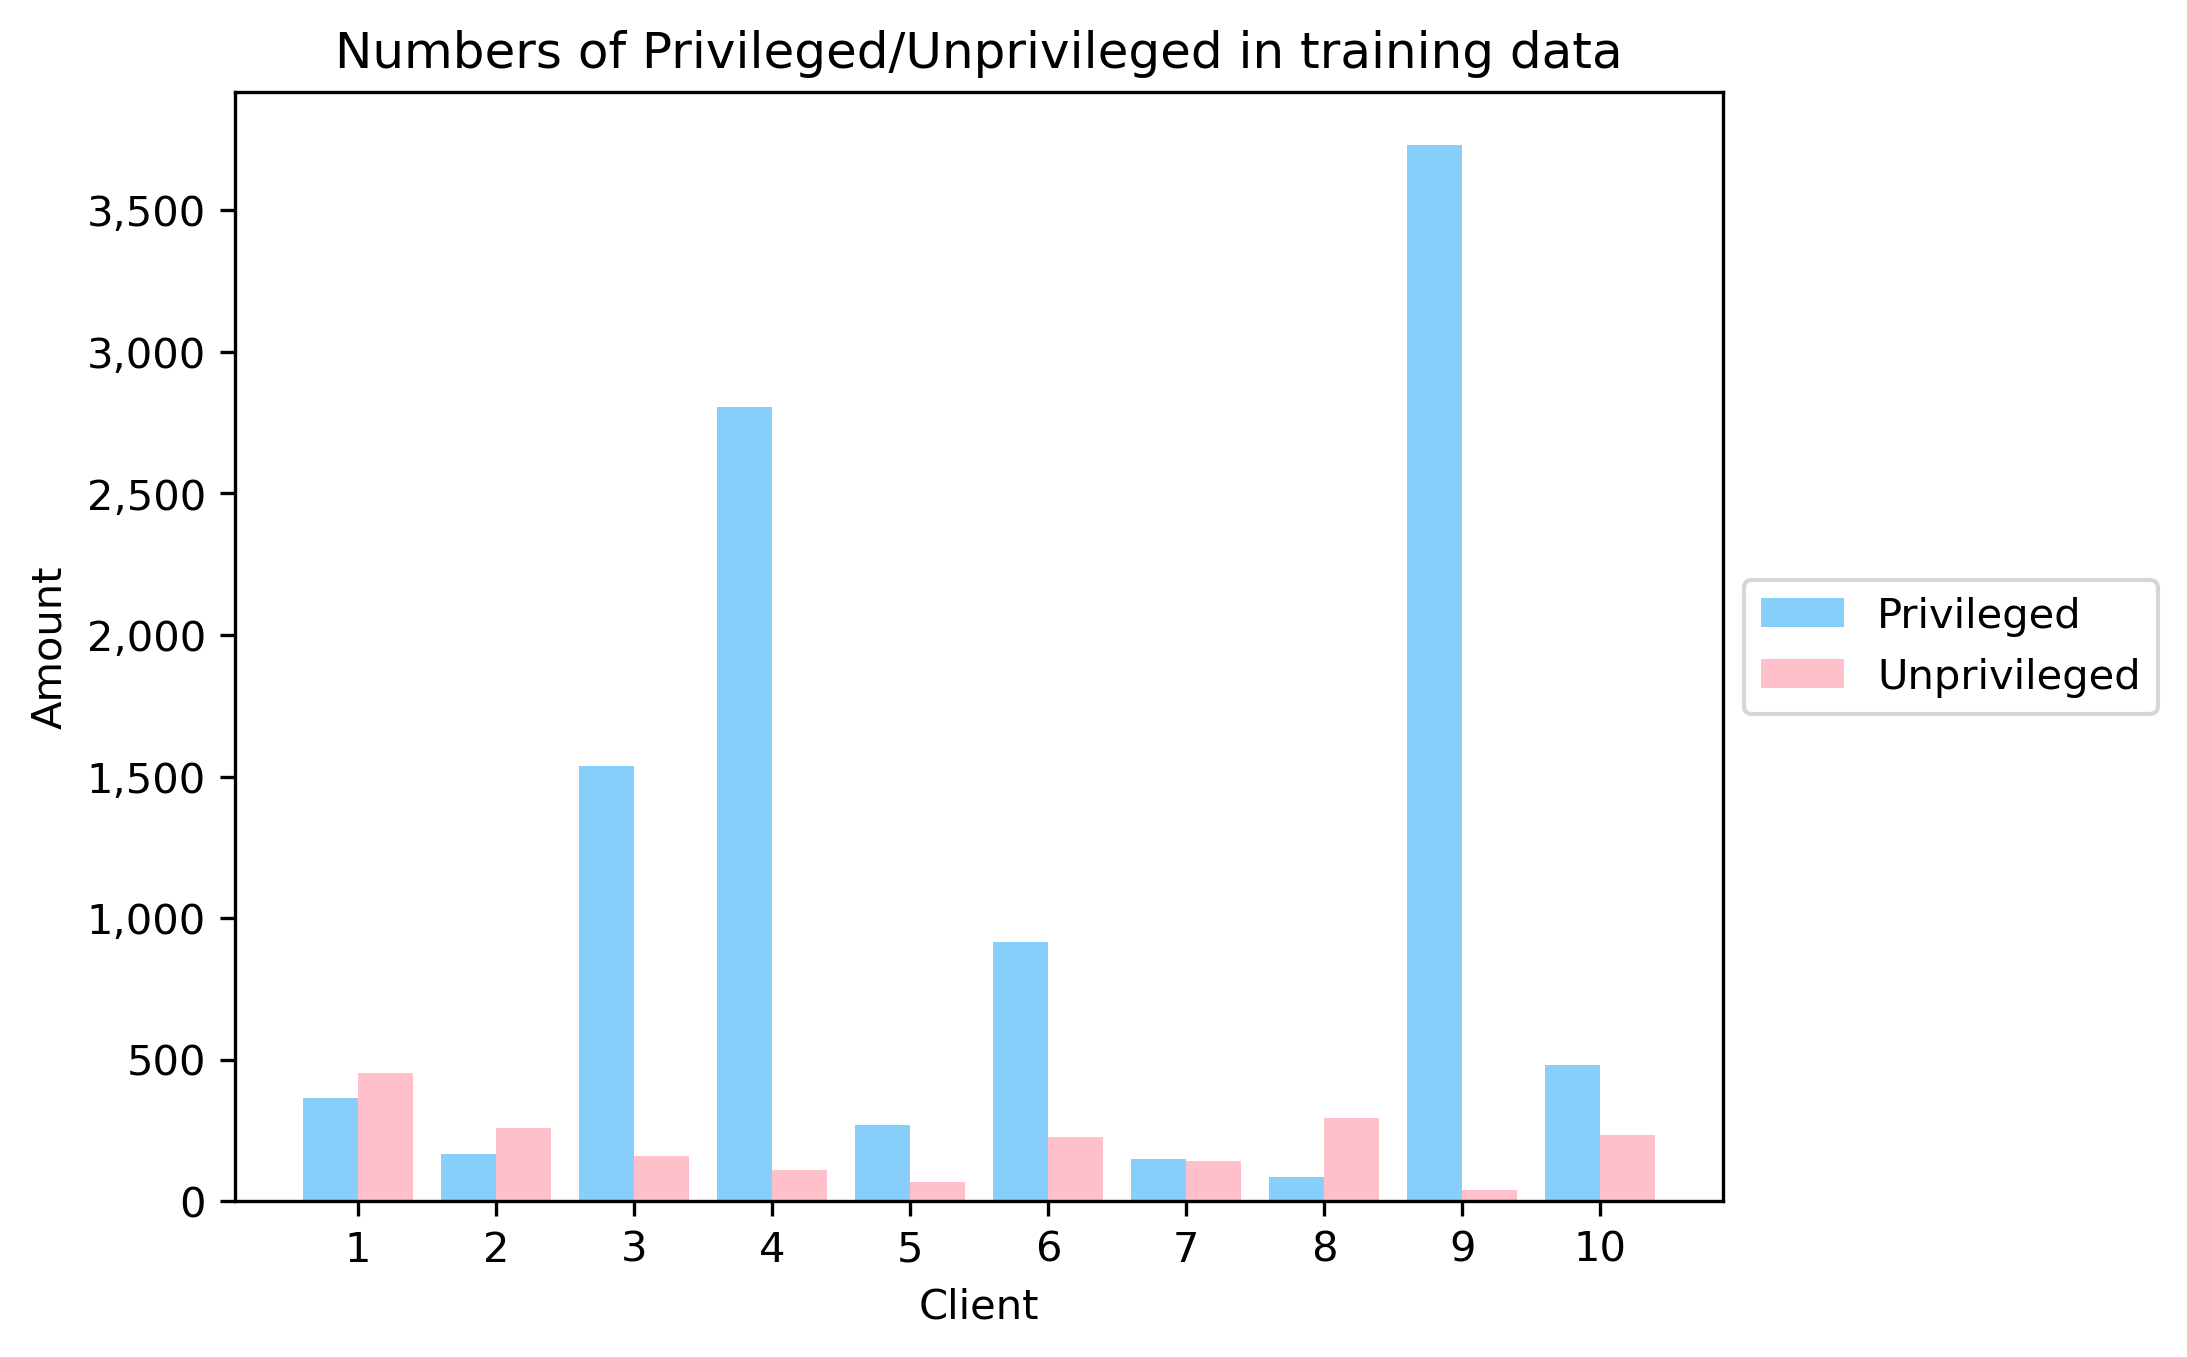 Numbers of Privileged/Unprivileged in training data
3,500
3,000
2,500
2,000
1,500
1,000
500
0
Amount
1 2 3 4 5 6 7 8 9 10
Client
Privileged
Unprivileged